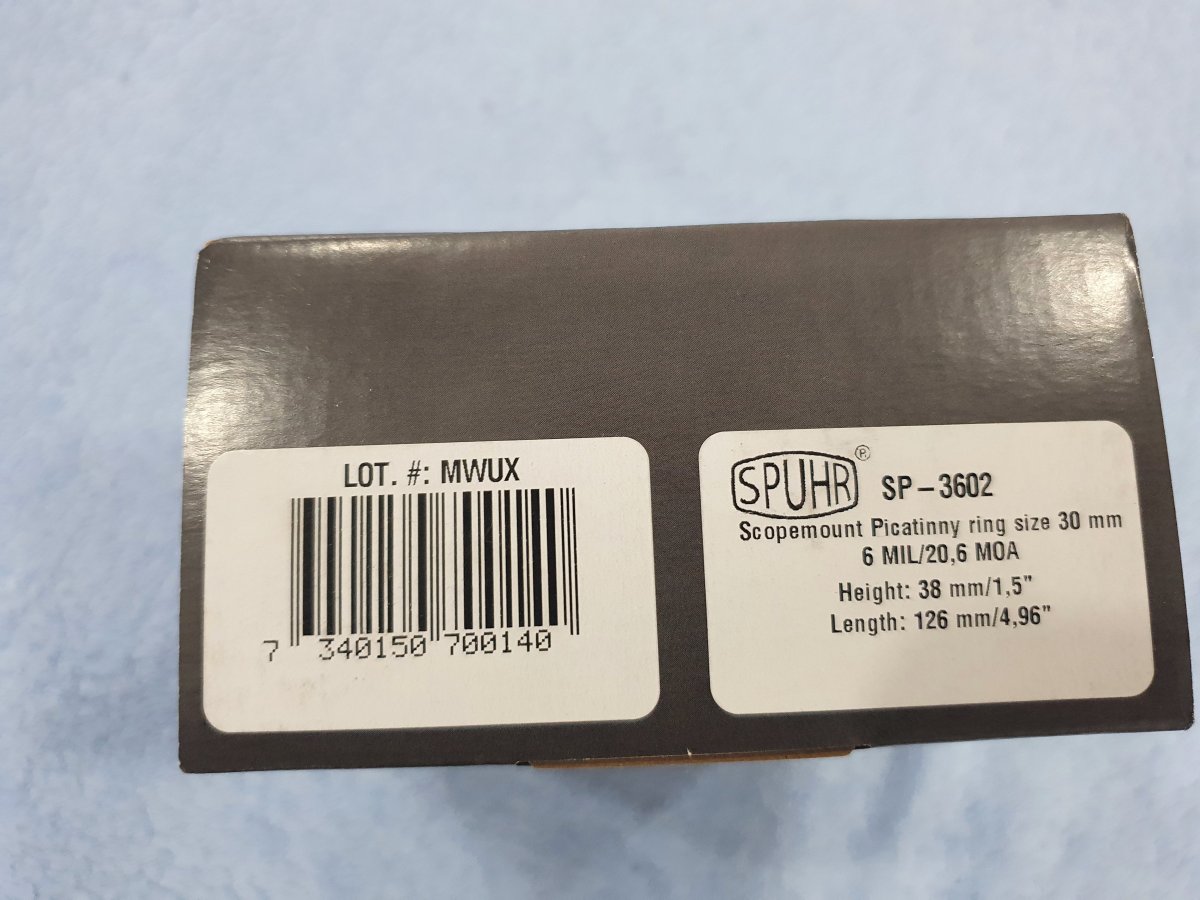 LOT. #: MWUX
7 340150 700140
SPUHR® SP-3602
Scopemount Picatinny ring size 30 mm
6 MIL/20,6 MOA
Height: 38 mm/1,5"
Length: 126 mm/4,96"